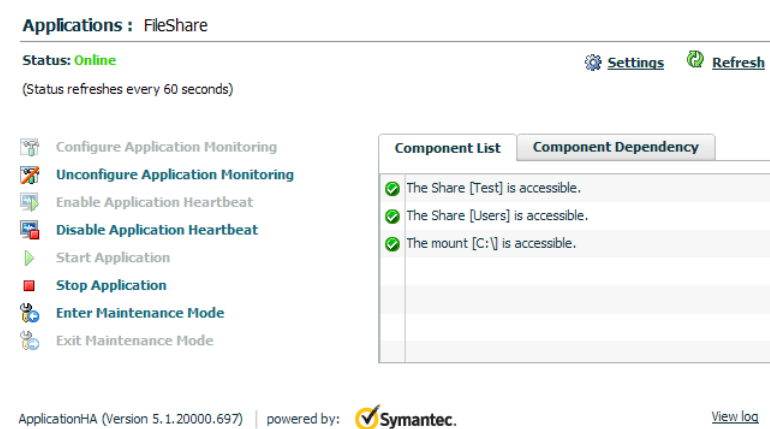 Applications : FileShare
Status: Online
Settings
Refresh
(Status refreshes every 60 seconds)
Configure Application Monitoring
Unconfigure Application Monitoring
Enable Application Heartbeat
Disable Application Heartbeat
Start Application
Stop Application
Enter Maintenance Mode
Exit Maintenance Mode
Component List
Component Dependency
The Share [Test] is accessible.
The Share [Users] is accessible.
The mount [C:\] is accessible.
ApplicationHA (Version 5.1.20000.697)
powered by:
Symantec.
View log